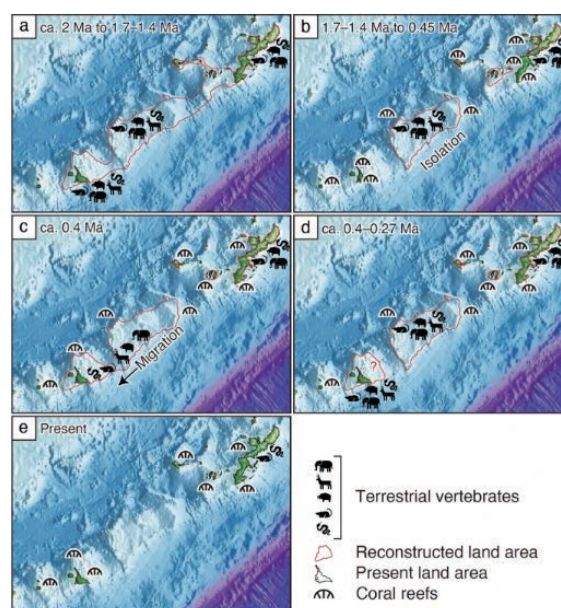 a ca. 2 Ma to 1.7–1.4 Ma
b 1.7–1.4 Ma to 0.45 Ma
Isolation
c ca. 0.4 Ma
Migration
d ca. 0.4–0.27 Ma
?
e Present
Terrestrial vertebrates
Reconstructed land area
Present land area
Coral reefs